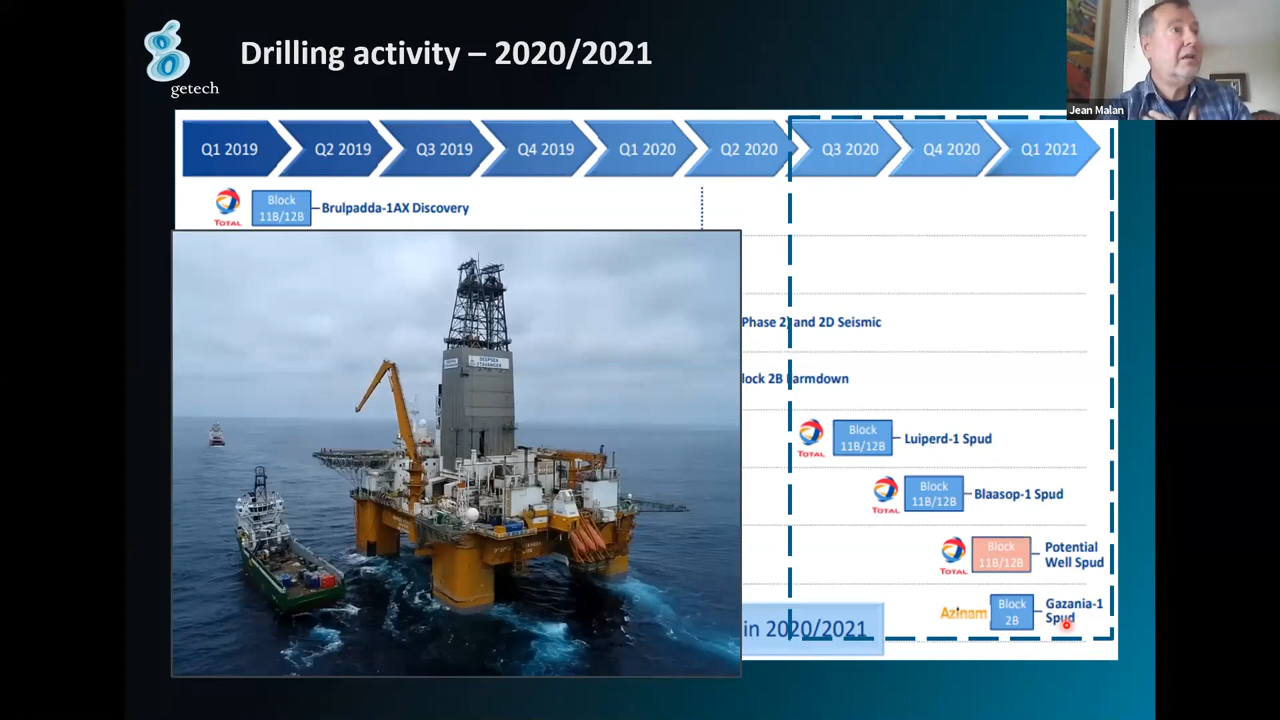 getech
Drilling activity – 2020/2021
Jean Malan
Q1 2019
Q2 2019
Q3 2019
Q4 2019
Q1 2020
Q2 2020
Q3 2020
Q4 2020
Q1 2021
TOTAL
Block
11B/12B
Brulpadda-1AX Discovery
DEEPSEA
STAVANGER
Phase 2) and 2D Seismic
lock 2B Farmdown
TOTAL
Block
11B/12B
Luiperd-1 Spud
TOTAL
Block
11B/12B
Blaasop-1 Spud
TOTAL
Block
11B/12B
Potential
Well Spud
Azinam
Block
2B
Gazania-1
Spud
in 2020/2021